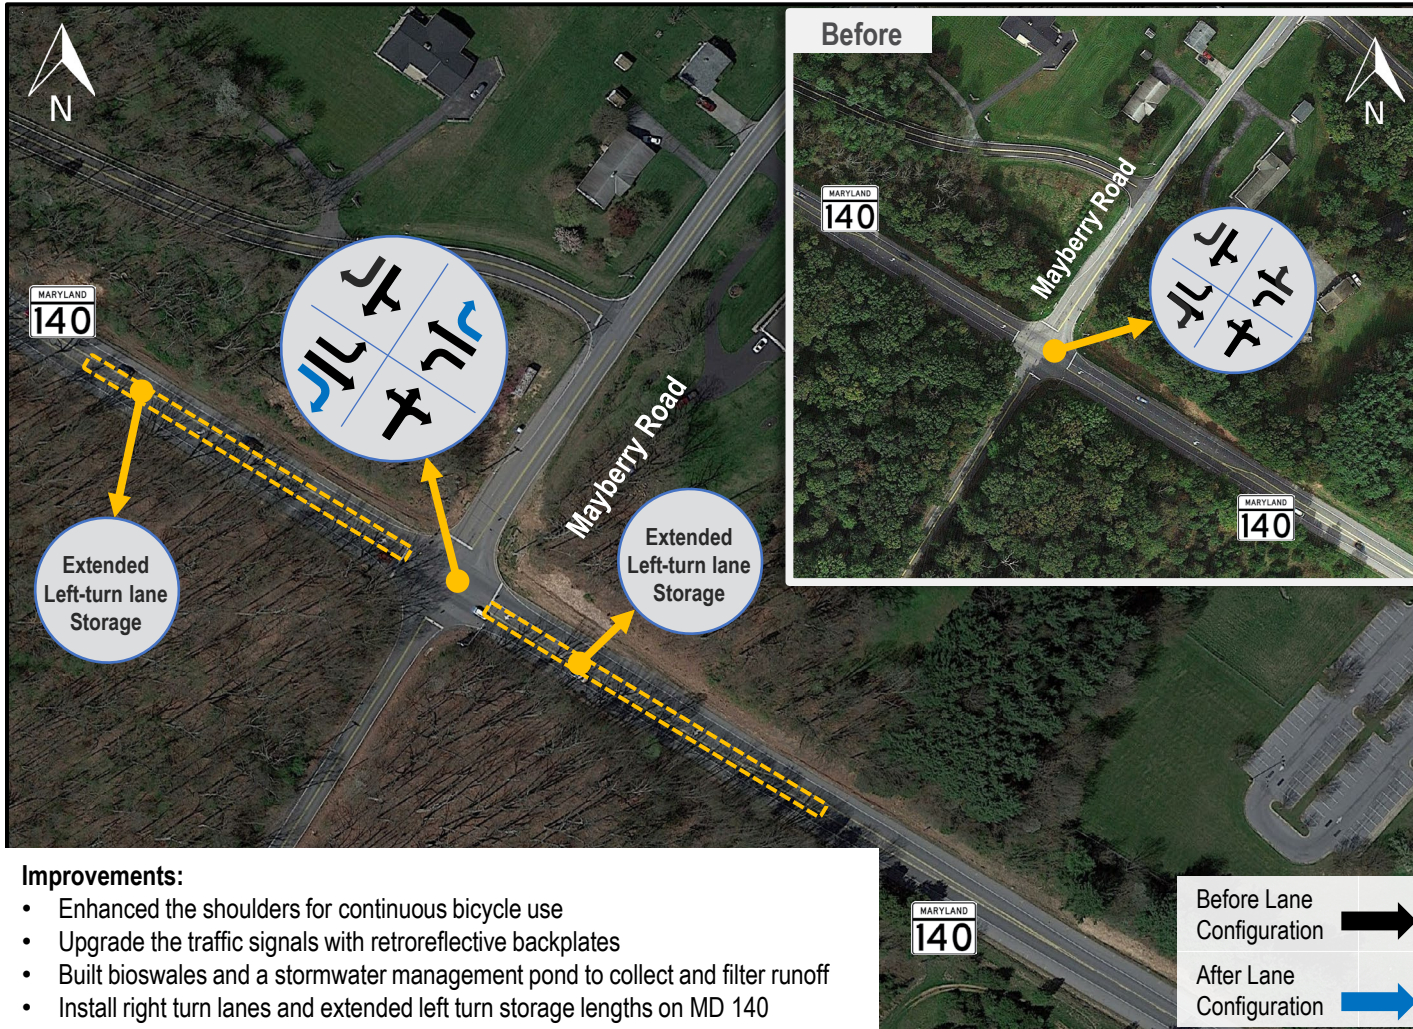 Before
N
N
MARYLAND
140
Mayberry Road
MARYLAND
140
MARYLAND
140
Mayberry Road
Extended
Left-turn lane
Storage
Extended
Left-turn lane
Storage
Improvements:
• Enhanced the shoulders for continuous bicycle use
• Upgrade the traffic signals with retroreflective backplates
• Built bioswales and a stormwater management pond to collect and filter runoff
• Install right turn lanes and extended left turn storage lengths on MD 140
MARYLAND
140
Before Lane
Configuration
After Lane
Configuration